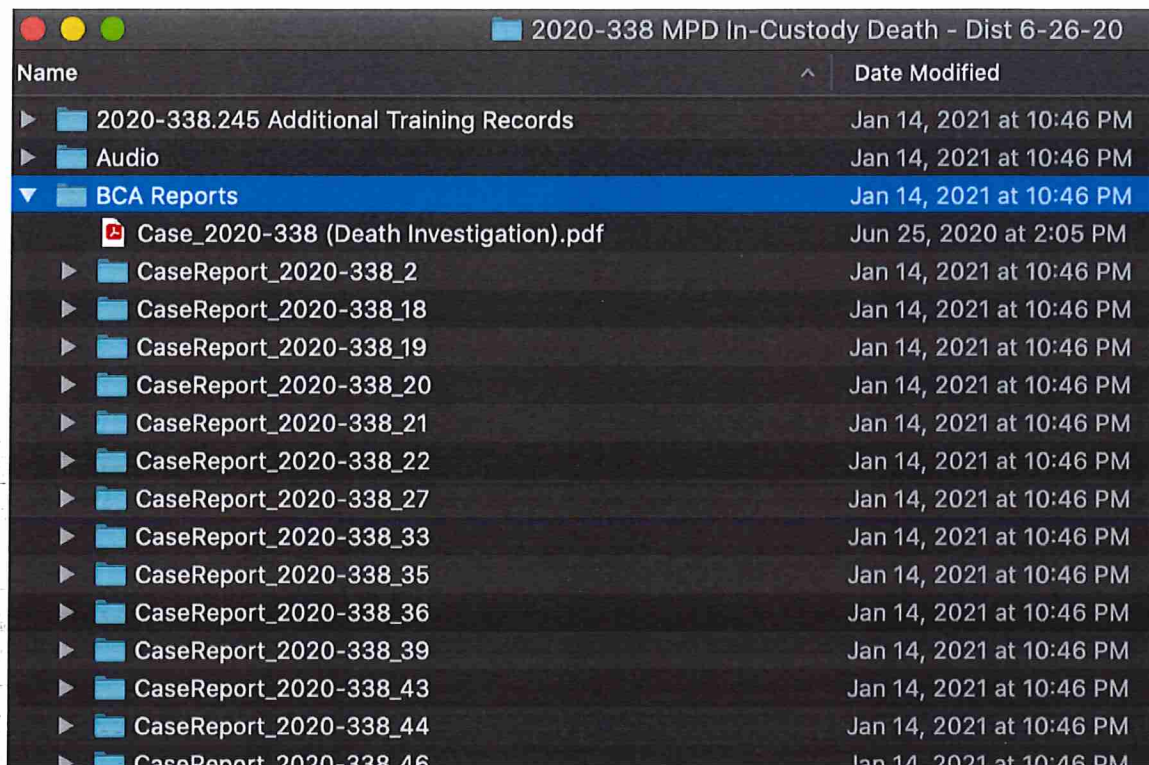 2020-338 MPD In-Custody Death - Dist 6-26-20
Name Date Modified
2020-338.245 Additional Training Records Jan 14, 2021 at 10:46 PM
Audio Jan 14, 2021 at 10:46 PM
BCA Reports Jan 14, 2021 at 10:46 PM
Case_2020-338 (Death Investigation).pdf Jun 25, 2020 at 2:05 PM
CaseReport_2020-338_2 Jan 14, 2021 at 10:46 PM
CaseReport_2020-338_18 Jan 14, 2021 at 10:46 PM
CaseReport_2020-338_19 Jan 14, 2021 at 10:46 PM
CaseReport_2020-338_20 Jan 14, 2021 at 10:46 PM
CaseReport_2020-338_21 Jan 14, 2021 at 10:46 PM
CaseReport_2020-338_22 Jan 14, 2021 at 10:46 PM
CaseReport_2020-338_27 Jan 14, 2021 at 10:46 PM
CaseReport_2020-338_33 Jan 14, 2021 at 10:46 PM
CaseReport_2020-338_35 Jan 14, 2021 at 10:46 PM
CaseReport_2020-338_36 Jan 14, 2021 at 10:46 PM
CaseReport_2020-338_39 Jan 14, 2021 at 10:46 PM
CaseReport_2020-338_43 Jan 14, 2021 at 10:46 PM
CaseReport_2020-338_44 Jan 14, 2021 at 10:46 PM
CaseReport_2020-338_46 Jan 14, 2021 at 10:46 PM